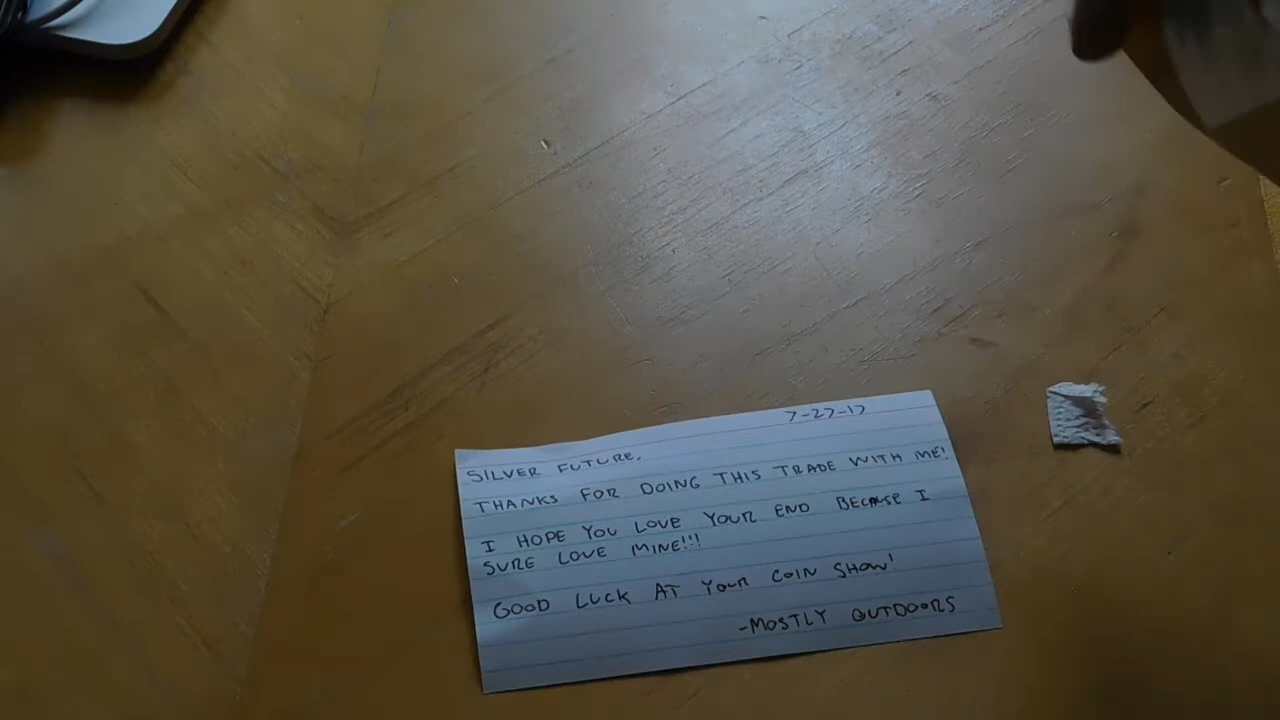 7-27-17
SILVER FUTURE,
THANKS FOR DOING THIS TRADE WITH ME!
I HOPE YOU LOVE YOUR END BECAUSE I
SURE LOVE MINE!!!
GOOD LUCK AT YOUR COIN SHOW!
-MOSTLY OUTDOORS